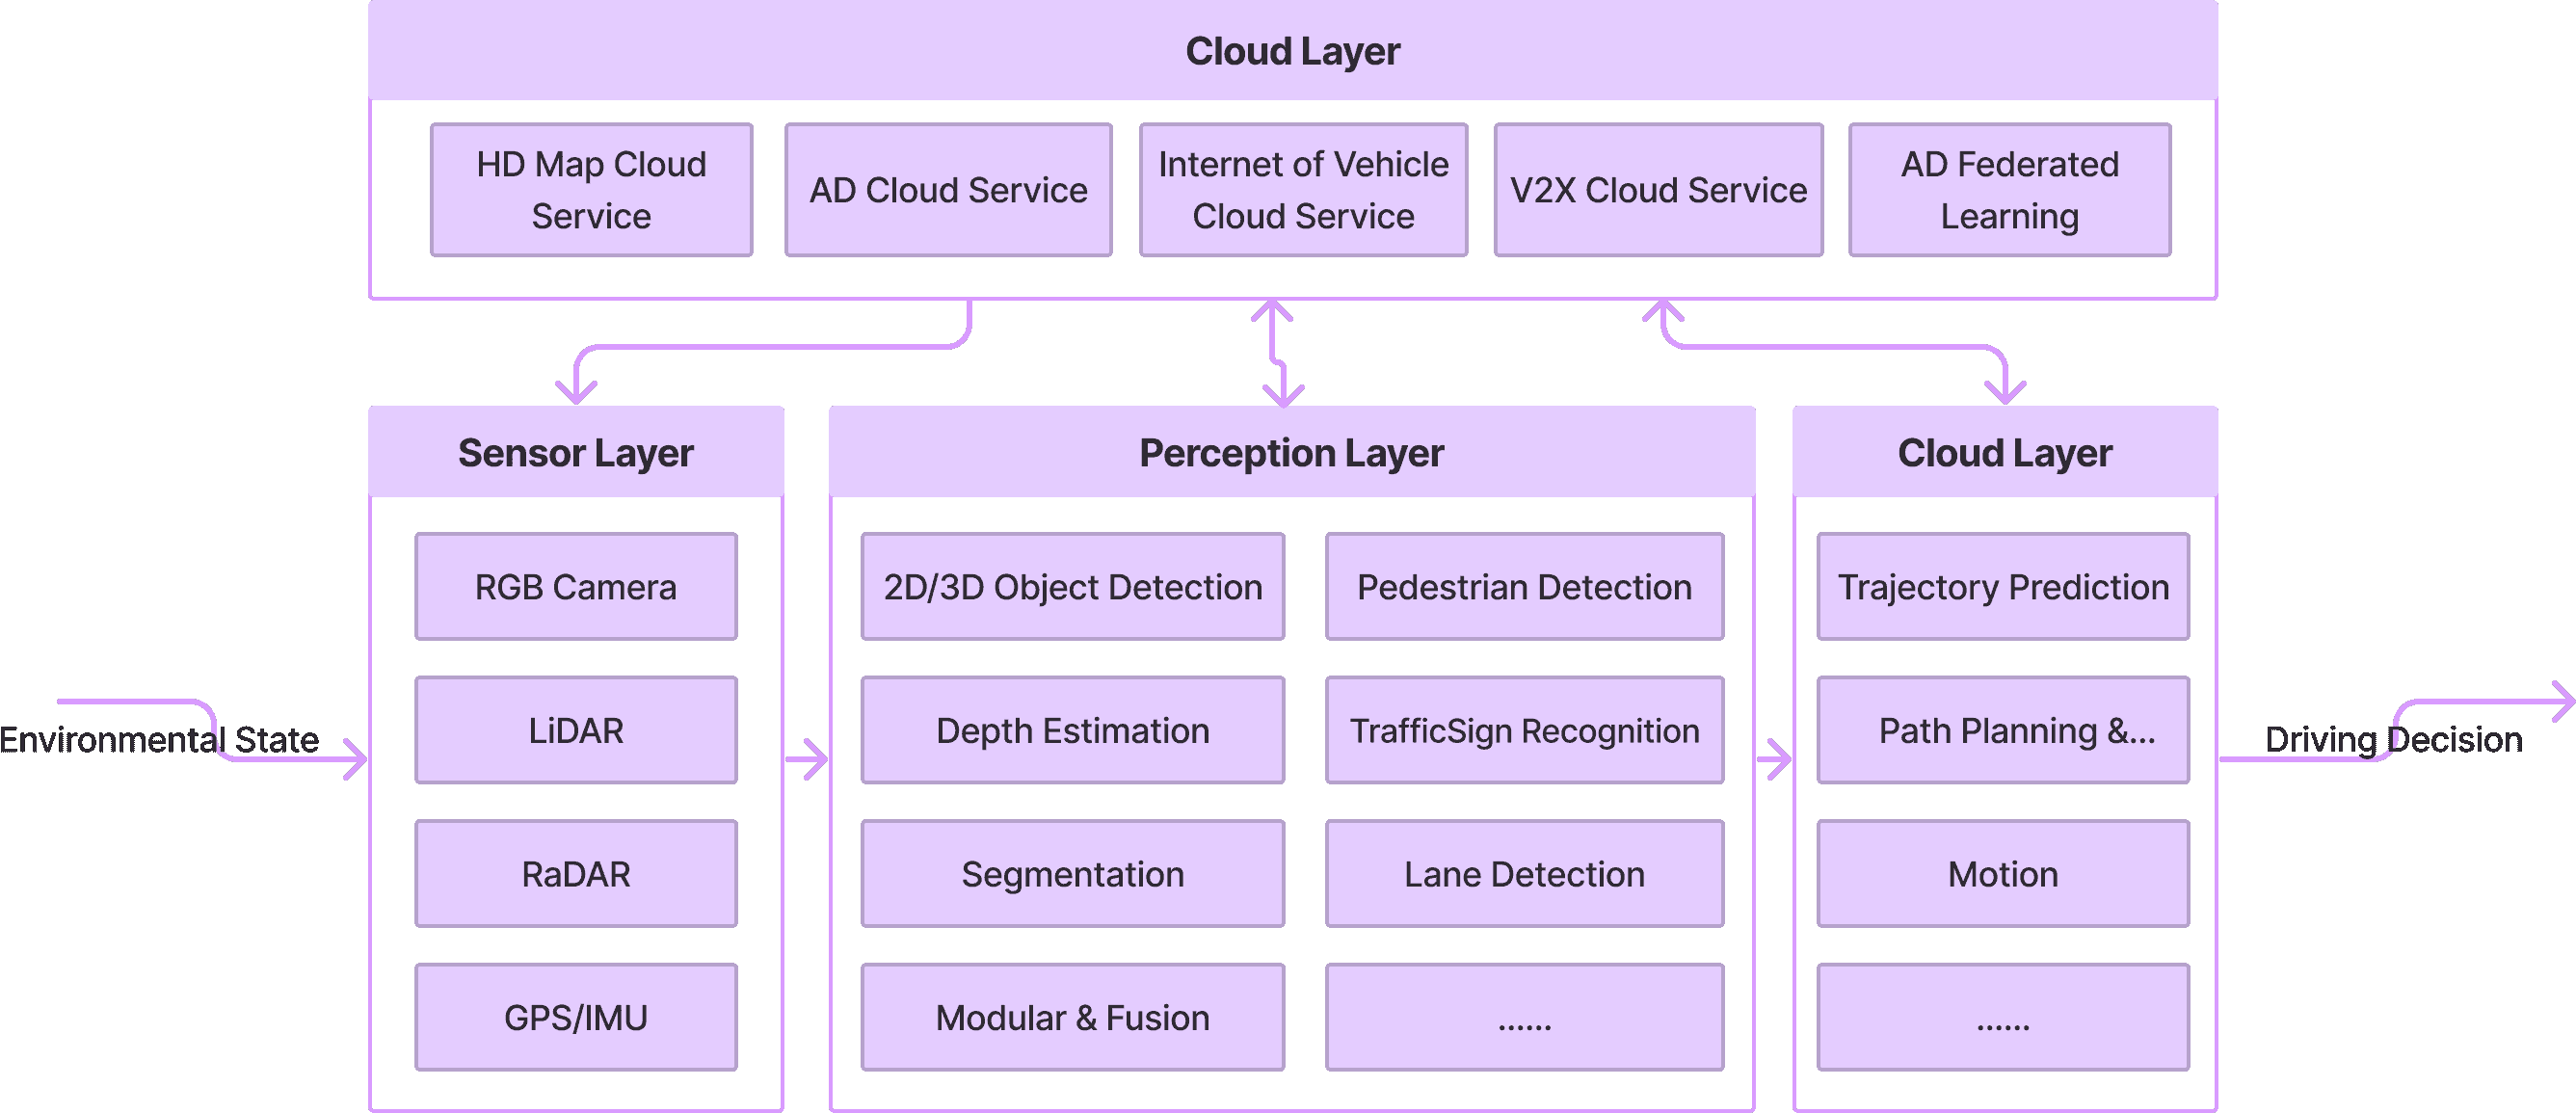 Cloud Layer
HD Map Cloud
Service
AD Cloud Service
Internet of Vehicle
Cloud Service
V2X Cloud Service
AD Federated
Learning
Sensor Layer
RGB Camera
LiDAR
RaDAR
GPS/IMU
Perception Layer
2D/3D Object Detection
Pedestrian Detection
Depth Estimation
TrafficSign Recognition
Segmentation
Lane Detection
Modular & Fusion
......
Cloud Layer
Trajectory Prediction
Path Planning &...
Motion
......
Environmental State
Driving Decision